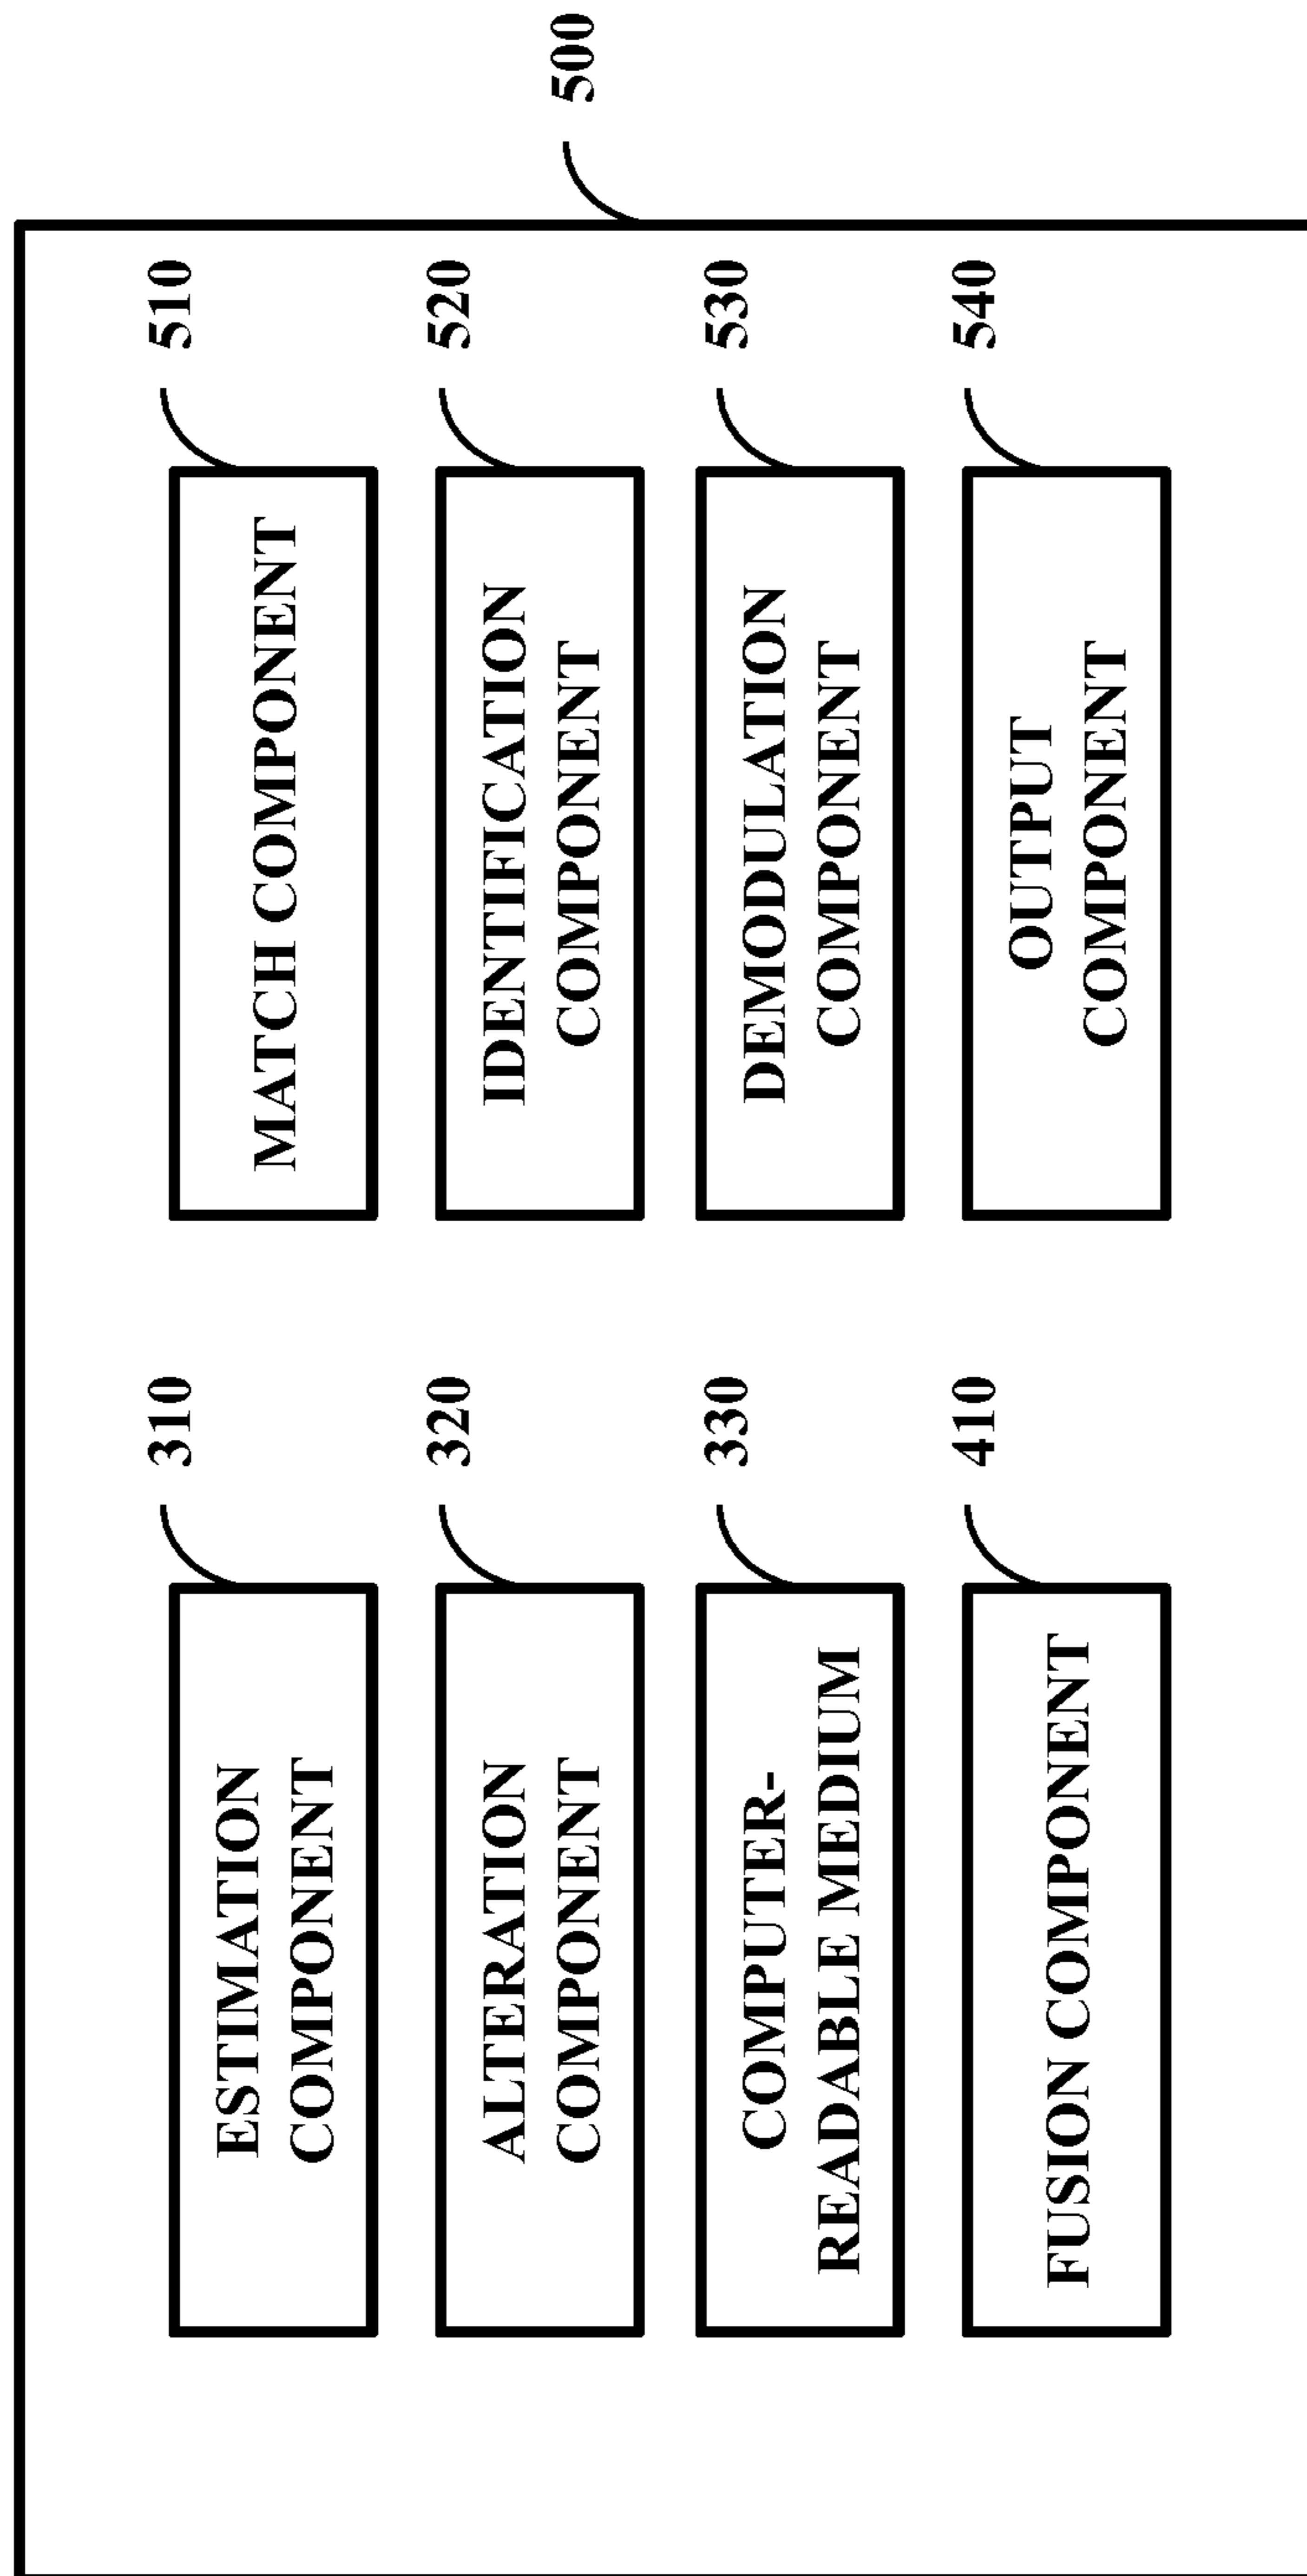 500
310
ESTIMATION
COMPONENT
510
MATCH COMPONENT
320
ALTERATION
COMPONENT
520
IDENTIFICATION
COMPONENT
330
COMPUTER-
READABLE MEDIUM
530
DEMODULATION
COMPONENT
410
FUSION COMPONENT
540
OUTPUT
COMPONENT